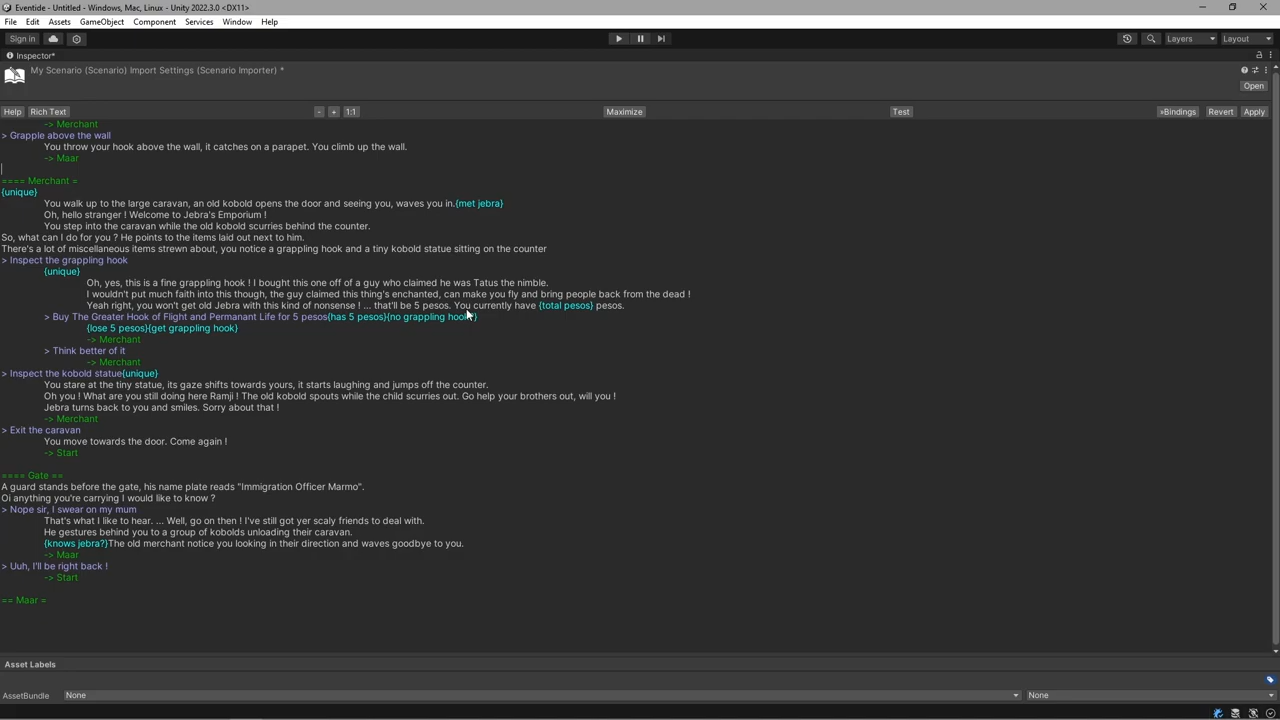 Eventide - Untitled - Windows, Mac, Linux - Unity 2022.3.0 <DX11>
File Edit Assets GameObject Component Services Window Help
Sign in Layers Layout
Inspector*
My Scenario (Scenario) Import Settings (Scenario Importer) *
Open
Help Rich Text - + 1:1 Maximize Test >Bindings Revert Apply
-> Merchant
> Grapple above the wall
You throw your hook above the wall, it catches on a parapet. You climb up the wall.
-> Maar
==== Merchant =
{unique}
You walk up to the large caravan, an old kobold opens the door and seeing you, waves you in.{met jebra}
Oh, hello stranger ! Welcome to Jebra's Emporium !
You step into the caravan while the old kobold scurries behind the counter.
So, what can I do for you ? He points to the items laid out next to him.
There's a lot of miscellaneous items strewn about, you notice a grappling hook and a tiny kobold statue sitting on the counter
> Inspect the grappling hook
{unique}
Oh, yes, this is a fine grappling hook ! I bought this one off of a guy who claimed he was Tatus the nimble.
I wouldn't put much faith into this though, the guy claimed this thing's enchanted, can make you fly and bring people back from the dead !
Yeah right, you won't get old Jebra with this kind of nonsense ! ... that'll be 5 pesos. You currently have {total pesos} pesos.
> Buy The Greater Hook of Flight and Permanant Life for 5 pesos{has 5 pesos}{no grappling hook}
{lose 5 pesos}{get grappling hook}
-> Merchant
> Think better of it
-> Merchant
> Inspect the kobold statue{unique}
You stare at the tiny statue, its gaze shifts towards yours, it starts laughing and jumps off the counter.
Oh you ! What are you still doing here Ramji ! The old kobold spouts while the child scurries out. Go help your brothers out, will you !
Jebra turns back to you and smiles. Sorry about that !
-> Merchant
> Exit the caravan
You move towards the door. Come again !
-> Start
==== Gate ==
A guard stands before the gate, his name plate reads "Immigration Officer Marmo".
Oi anything you're carrying I would like to know ?
> Nope sir, I swear on my mum
That's what I like to hear. ... Well, go on then ! I've still got yer scaly friends to deal with.
He gestures behind you to a group of kobolds unloading their caravan.
{knows jebra?}The old merchant notice you looking in their direction and waves goodbye to you.
-> Maar
> Uuh, I'll be right back !
-> Start
== Maar =
Asset Labels
AssetBundle None None